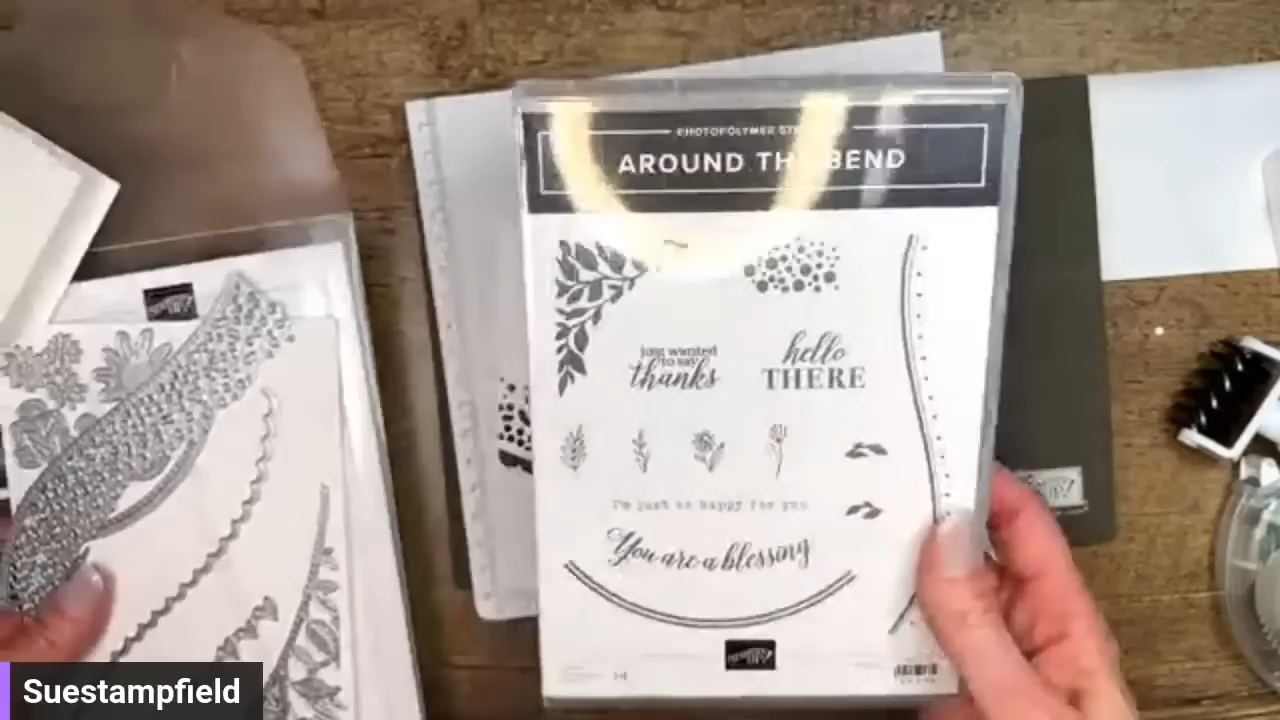 PHOTOPOLYMER
AROUND THE BEND
just wanted
to say
thanks
hello
THERE
I'm just so happy for you
You are a blessing
Suestampfield